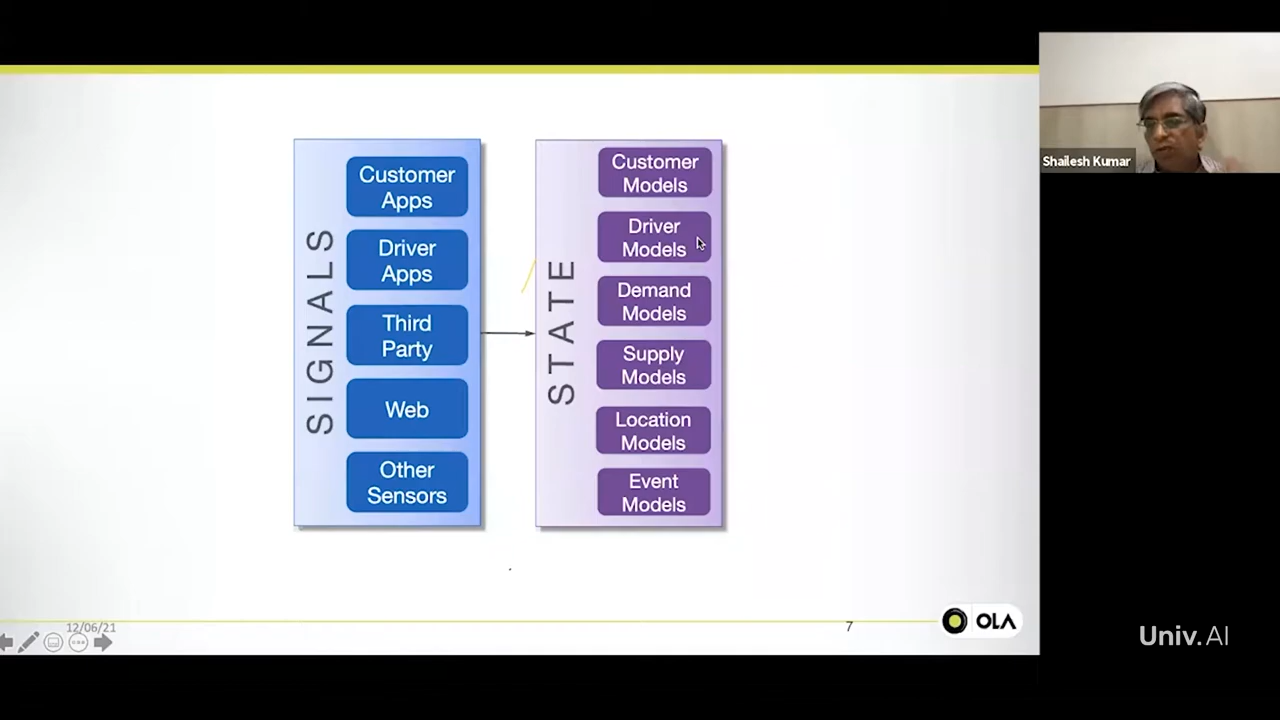 SIGNALS
Customer
Apps
Driver
Apps
Third
Party
Web
Other
Sensors
STATE
Customer
Models
Driver
Models
Demand
Models
Supply
Models
Location
Models
Event
Models
12/06/21
7
OLA
Shailesh Kumar
Univ.AI